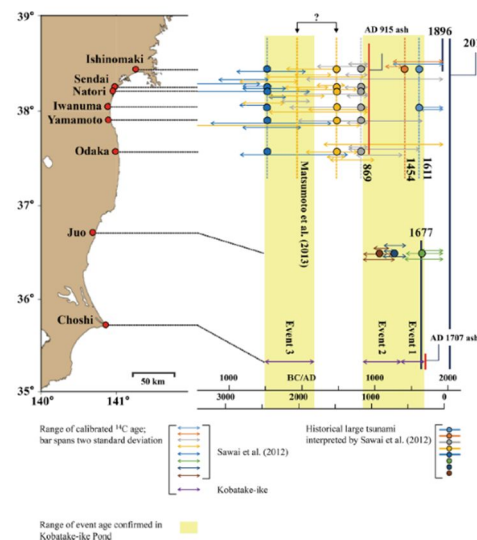 39°
38°
37°
36°
35°
140°
141°
Ishinomaki
Sendai
Natori
Iwanuma
Yamamoto
Odaka
Juo
Choshi
50 km
?
AD 915 ash
1896
869
1454
1611
Matsumoto et al. (2013)
1677
AD 1707 ash
Event 3
Event 2
Event 1
1000 BC/AD 1000 2000
3000 2000 1000 0
Range of calibrated ¹⁴C age;
bar spans two standard deviation
Sawai et al. (2012)
Kobatake-ike
Historical large tsunami
interpreted by Sawai et al. (2012)
Range of event age confirmed in
Kobatake-ike Pond